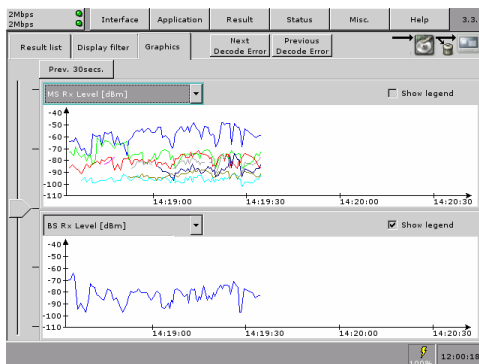 2Mbps
2Mbps
Interface Application Result Status Misc. Help 3.3.
Result list Display filter Graphics Next Decode Error Previous Decode Error
Prev. 30secs.
MS Rx Level [dBm] Show legend
-40
-50
-60
-70
-80
-90
-100
-110
14:19:00 14:19:30 14:20:00 14:20:30
BS Rx Level [dBm] Show legend
-40
-50
-60
-70
-80
-90
-100
-110
14:19:00 14:19:30 14:20:00 14:20:30
100% 12:00:18